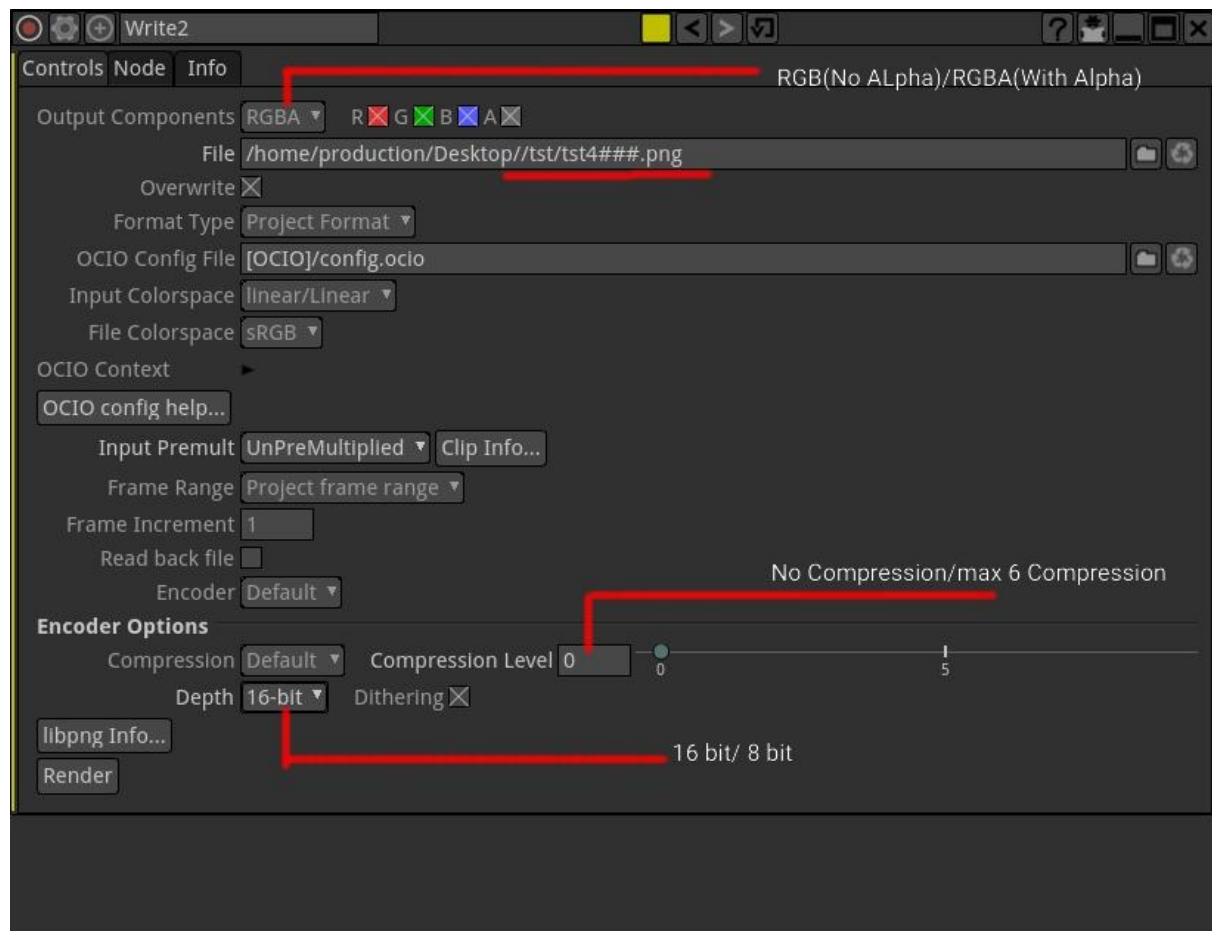 Write2
Controls Node Info
RGB(No ALpha)/RGBA(With Alpha)
Output Components RGBA R G B A
File /home/production/Desktop//tst/tst4###.png
Overwrite
Format Type Project Format
OCIO Config File [OCIO]/config.ocio
Input Colorspace linear/Linear
File Colorspace sRGB
OCIO Context
OCIO config help...
Input Premult UnPreMultiplied Clip Info...
Frame Range Project frame range
Frame Increment 1
Read back file
No Compression/max 6 Compression
Encoder Default
Encoder Options
Compression Default Compression Level 0 0 5
Depth 16-bit Dithering
libpng Info...
16 bit/ 8 bit
Render